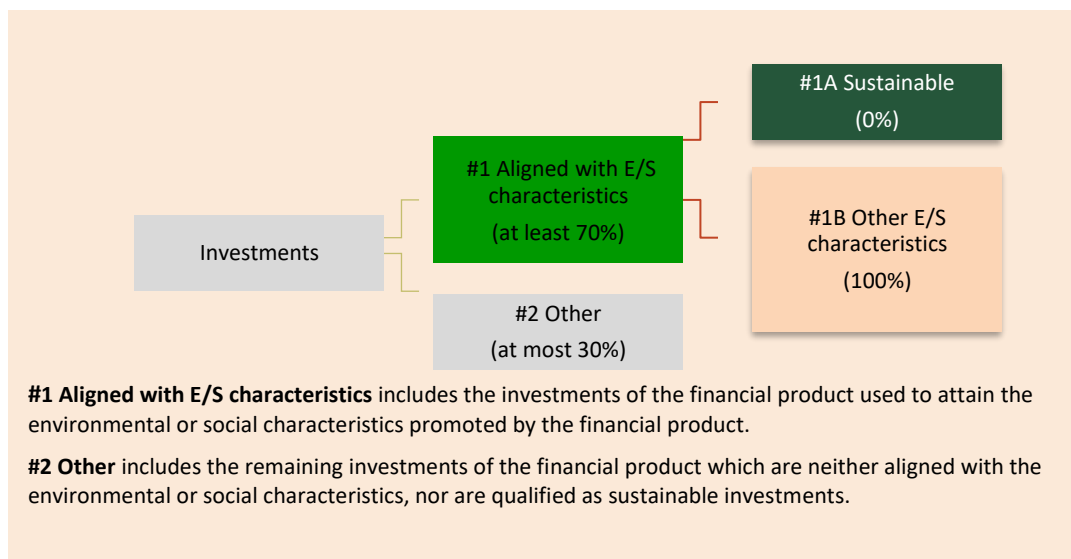 #1A Sustainable
(0%)
#1 Aligned with E/S
characteristics
(at least 70%)
#1B Other E/S
characteristics
(100%)
Investments
#2 Other
(at most 30%)
#1 Aligned with E/S characteristics includes the investments of the financial product used to attain the
environmental or social characteristics promoted by the financial product.
#2 Other includes the remaining investments of the financial product which are neither aligned with the
environmental or social characteristics, nor are qualified as sustainable investments.